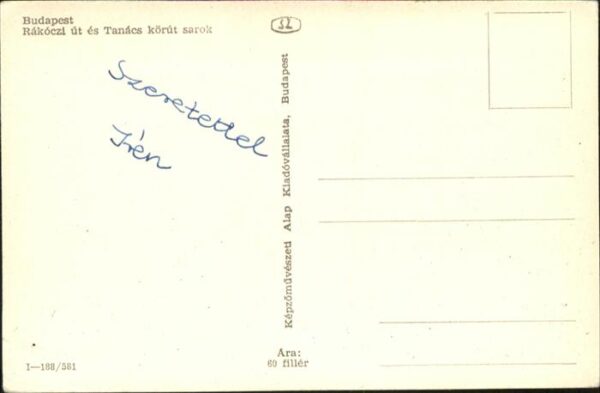 Budapest
Rákóczi út és Tanács körút sarok
Szeretettel
Irén
Képzőművészeti Alap Kiadóvállalata, Budapest
Ára:
60 fillér
I—188/581